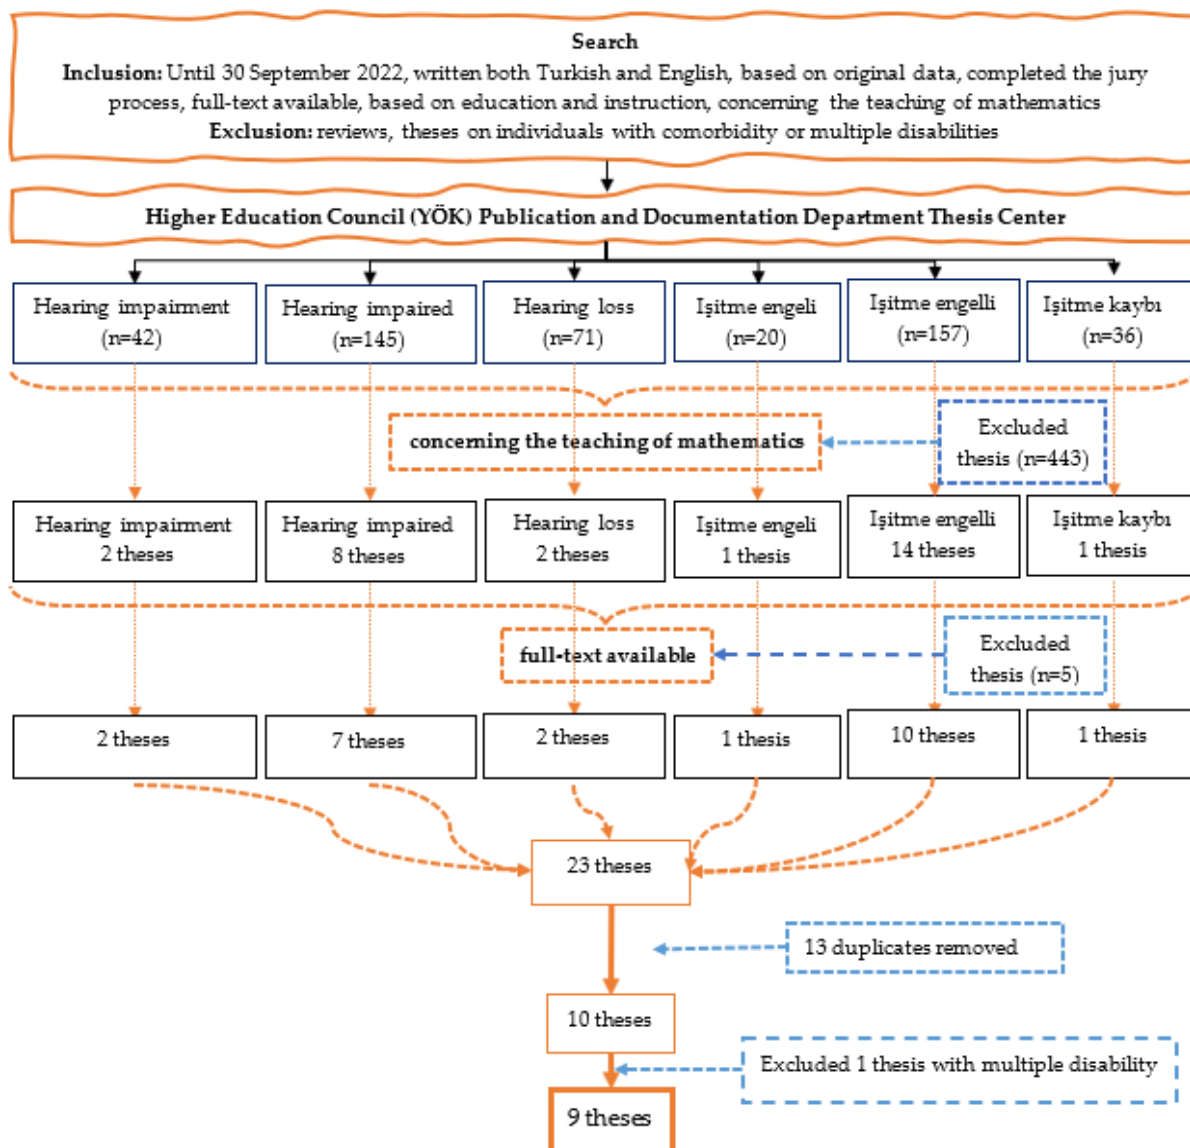 Search
Inclusion: Until 30 September 2022, written both Turkish and English, based on original data, completed the jury
process, full-text available, based on education and instruction, concerning the teaching of mathematics
Exclusion: reviews, theses on individuals with comorbidity or multiple disabilities
Higher Education Council (YÖK) Publication and Documentation Department Thesis Center
Hearing impairment
(n=42)
Hearing impaired
(n=145)
Hearing loss
(n=71)
Işitme engeli
(n=20)
Işitme engelli
(n=157)
Işitme kaybı
(n=36)
concerning the teaching of mathematics
Excluded
thesis (n=443)
Hearing impairment
2 theses
Hearing impaired
8 theses
Hearing loss
2 theses
Işitme engeli
1 thesis
Işitme engelli
14 theses
Işitme kaybı
1 thesis
full-text available
Excluded
thesis (n=5)
2 theses
7 theses
2 theses
1 thesis
10 theses
1 thesis
23 theses
13 duplicates removed
10 theses
Excluded 1 thesis with multiple disability
9 theses